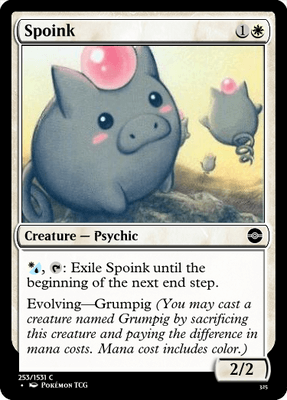 Spoink 1
Creature — Psychic
, : Exile Spoink until the
beginning of the next end step.
Evolving—Grumpig (You may cast a
creature named Grumpig by sacrificing
this creature and paying the difference in
mana costs. Mana cost includes color.)
2/2
253/1531 C
• Pokémon TCG